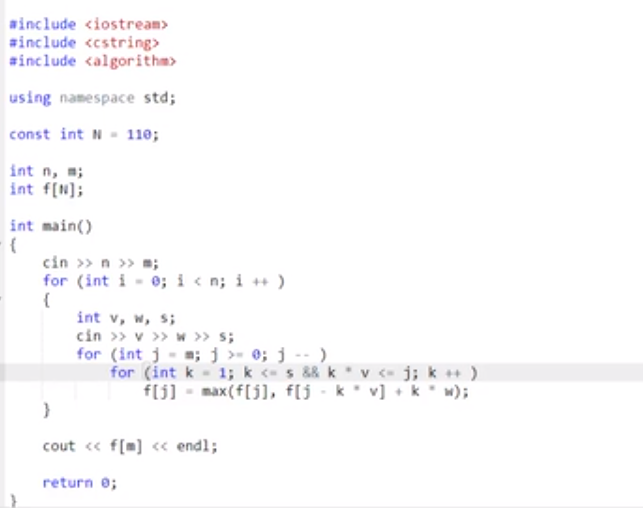 #include <iostream>
#include <cstring>
#include <algorithm>
using namespace std;
const int N = 110;
int n, m;
int f[N];
int main()
{
cin >> n >> m;
for (int i = 0; i < n; i ++ )
{
int v, w, s;
cin >> v >> w >> s;
for (int j = m; j >= 0; j -- )
for (int k = 1; k <= s && k * v <= j; k ++ )
f[j] = max(f[j], f[j - k * v] + k * w);
}
cout << f[m] << endl;
return 0;
}